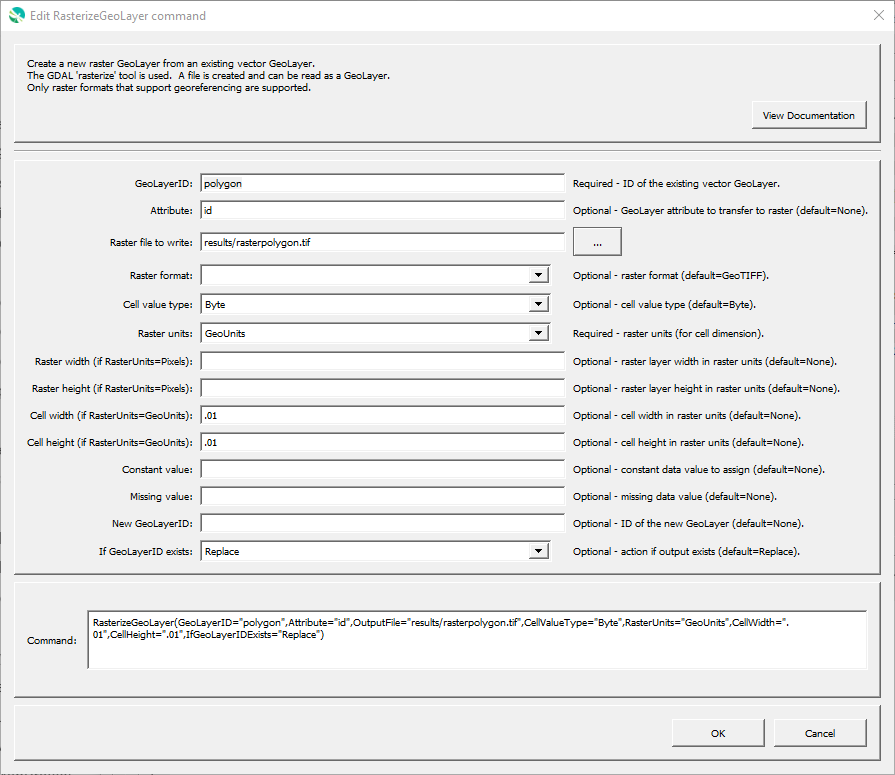 Edit RasterizeGeoLayer command
Create a new raster GeoLayer from an existing vector GeoLayer.
The GDAL 'rasterize' tool is used.  A file is created and can be read as a GeoLayer.
Only raster formats that support georeferencing are supported.
View Documentation
GeoLayerID: polygon Required - ID of the existing vector GeoLayer.
Attribute: id Optional - GeoLayer attribute to transfer to raster (default=None).
Raster file to write: results/rasterpolygon.tif ...
Raster format: Optional - raster format (default=GeoTIFF).
Cell value type: Byte Optional - cell value type (default=Byte).
Raster units: GeoUnits Required - raster units (for cell dimension).
Raster width (if RasterUnits=Pixels): Optional - raster layer width in raster units (default=None).
Raster height (if RasterUnits=Pixels): Optional - raster layer height in raster units (default=None).
Cell width (if RasterUnits=GeoUnits): .01 Optional - cell width in raster units (default=None).
Cell height (if RasterUnits=GeoUnits): .01 Optional - cell height in raster units (default=None).
Constant value: Optional - constant data value to assign (default=None).
Missing value: Optional - missing data value (default=None).
New GeoLayerID: Optional - ID of the new GeoLayer (default=None).
If GeoLayerID exists: Replace Optional - action if output exists (default=Replace).
Command: RasterizeGeoLayer(GeoLayerID="polygon",Attribute="id",OutputFile="results/rasterpolygon.tif",CellValueType="Byte",RasterUnits="GeoUnits",CellWidth=".
01",CellHeight=".01",IfGeoLayerIDExists="Replace")
OK Cancel